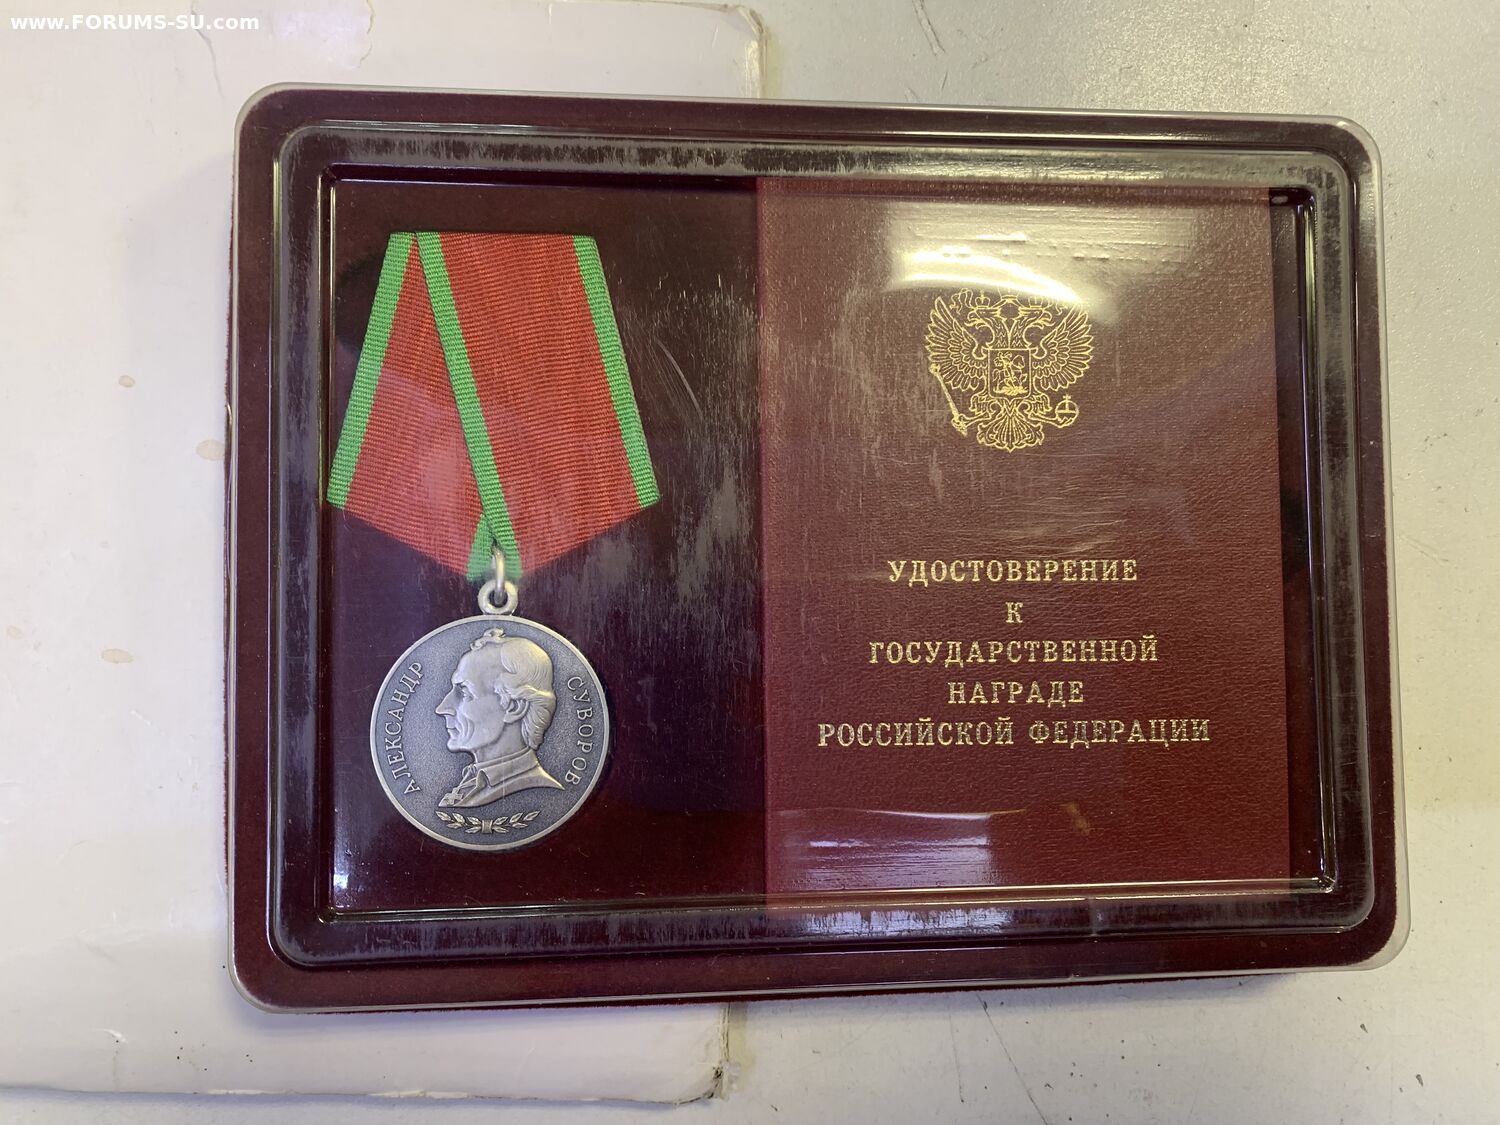 www.FORUMS-SU.com
АЛЕКСАНДР
СУВОРОВ
УДОСТОВЕРЕНИЕ
К
ГОСУДАРСТВЕННОЙ
НАГРАДЕ
РОССИЙСКОЙ ФЕДЕРАЦИИ